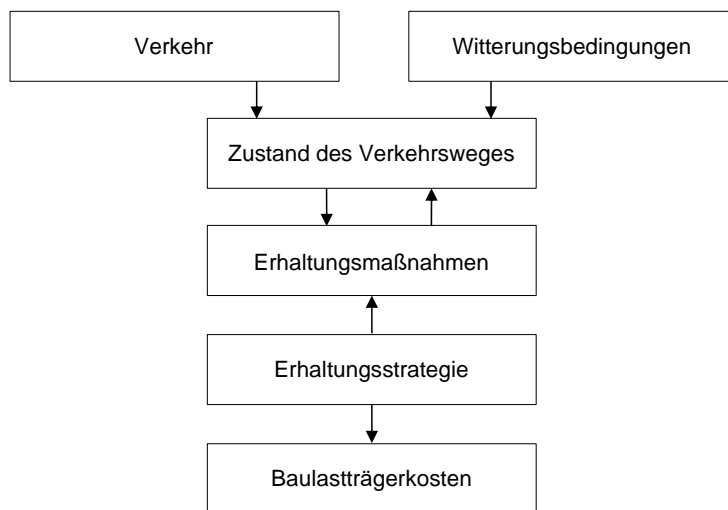 Verkehr
Witterungsbedingungen
Zustand des Verkehrsweges
Erhaltungsmaßnahmen
Erhaltungsstrategie
Baulastträgerkosten